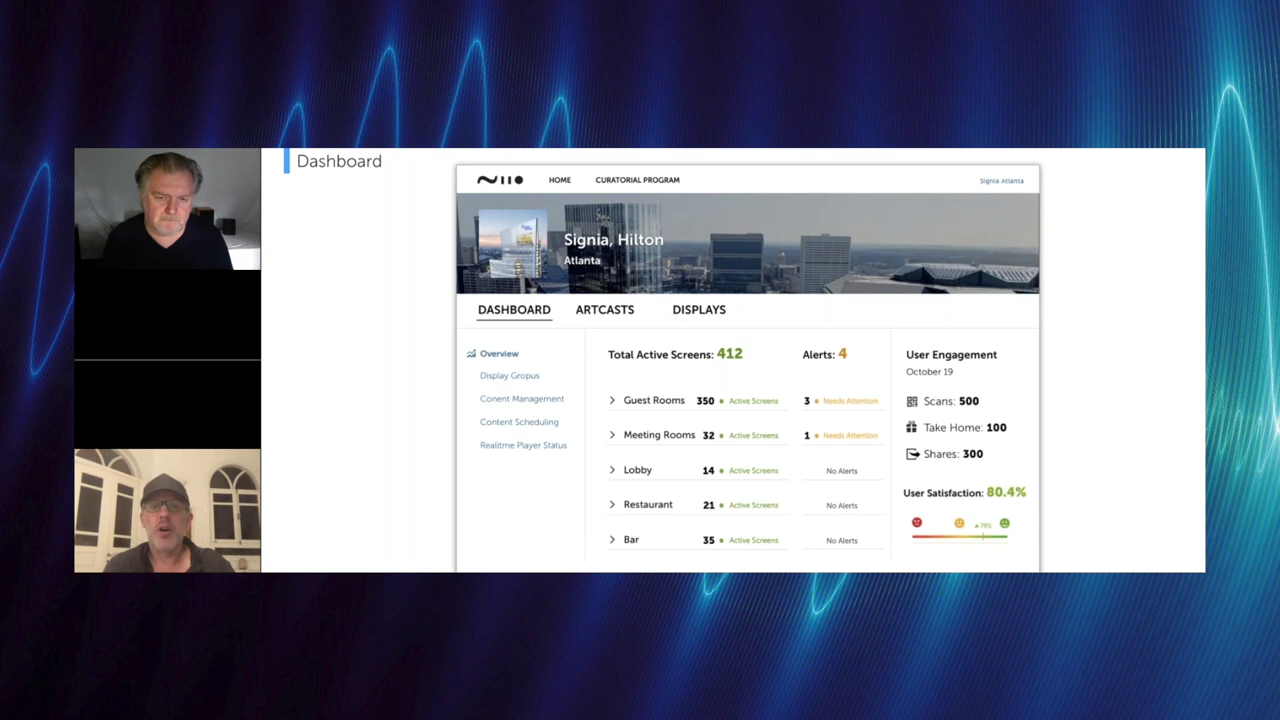 Dashboard
NIIO
HOME
CURATORIAL PROGRAM
Signia Atlanta
Signia, Hilton
Atlanta
DASHBOARD
ARTCASTS
DISPLAYS
Overview
Display Gropus
Conent Management
Content Scheduling
Realitme Player Status
Total Active Screens: 412
Alerts: 4
Guest Rooms 350 Active Screens
3 Needs Attention
Meeting Rooms 32 Active Screens
1 Needs Attention
Lobby 14 Active Screens
No Alerts
Restaurant 21 Active Screens
No Alerts
Bar 35 Active Screens
No Alerts
User Engagement
October 19
Scans: 500
Take Home: 100
Shares: 300
User Satisfaction: 80.4%